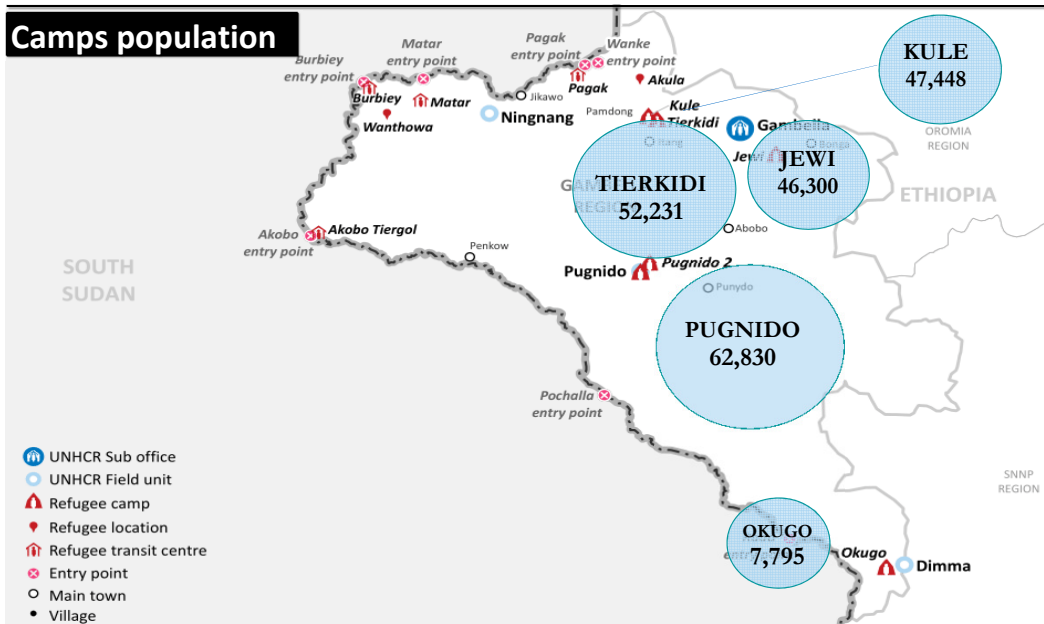 Camps population
Burbiey
entry point
Matar
entry point
Pagak
entry point
Wanke
entry point
KULE
47,448
Burbiey
Matar
Wanthowa
Jikawo
Ningnang
Pagak
Akula
Pamdong
Kule
Tierkidi
Gambella
OROMIA
REGION
Itang
Jewi
Bonga
JEWI
46,300
TIERKIDI
52,231
REGION
ETHIOPIA
Abobo
Akobo
entry point
Akobo Tiergol
Penkow
SOUTH
SUDAN
Pugnido
Pugnido 2
Punydo
PUGNIDO
62,830
Pochalla
entry point
SNNP
REGION
OKUGO
7,795
Okugo
Dimma
UNHCR Sub office
UNHCR Field unit
Refugee camp
Refugee location
Refugee transit centre
Entry point
Main town
Village